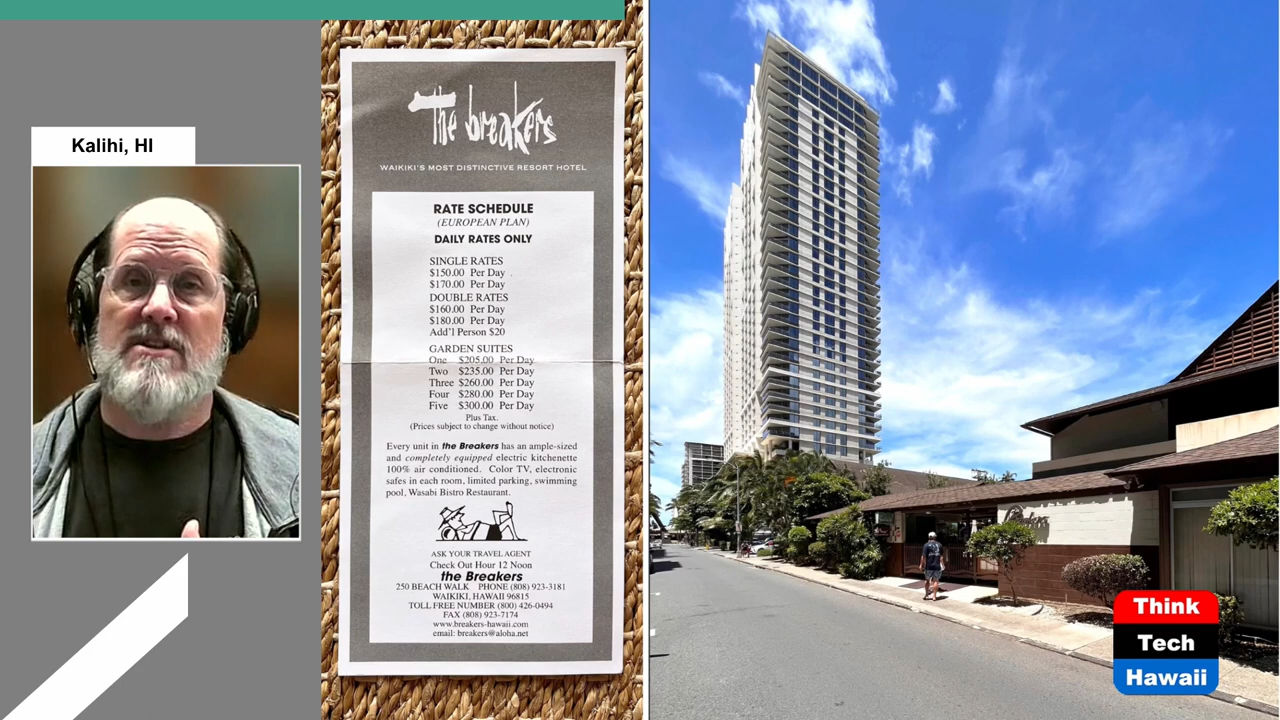 Kalihi, HI
The breakers
WAIKIKI'S MOST DISTINCTIVE RESORT HOTEL
RATE SCHEDULE
(EUROPEAN PLAN)
DAILY RATES ONLY
SINGLE RATES
$150.00 Per Day
$170.00 Per Day
DOUBLE RATES
$160.00 Per Day
$180.00 Per Day
Add'l Person $20
GARDEN SUITES
One $205.00 Per Day
Two $235.00 Per Day
Three $260.00 Per Day
Four $280.00 Per Day
Five $300.00 Per Day
Plus Tax.
(Prices subject to change without notice)
Every unit in the Breakers has an ample-sized
and completely equipped electric kitchenette
100% air conditioned. Color TV, electronic
safes in each room, limited parking, swimming
pool, Wasabi Bistro Restaurant.
ASK YOUR TRAVEL AGENT
Check Out Hour 12 Noon
the Breakers
250 BEACH WALK PHONE (808) 923-3181
WAIKIKI, HAWAII 96815
TOLL FREE NUMBER (800) 426-0494
FAX (808) 923-7174
www.breakers-hawaii.com
email: breakers@aloha.net
Think
Tech
Hawaii